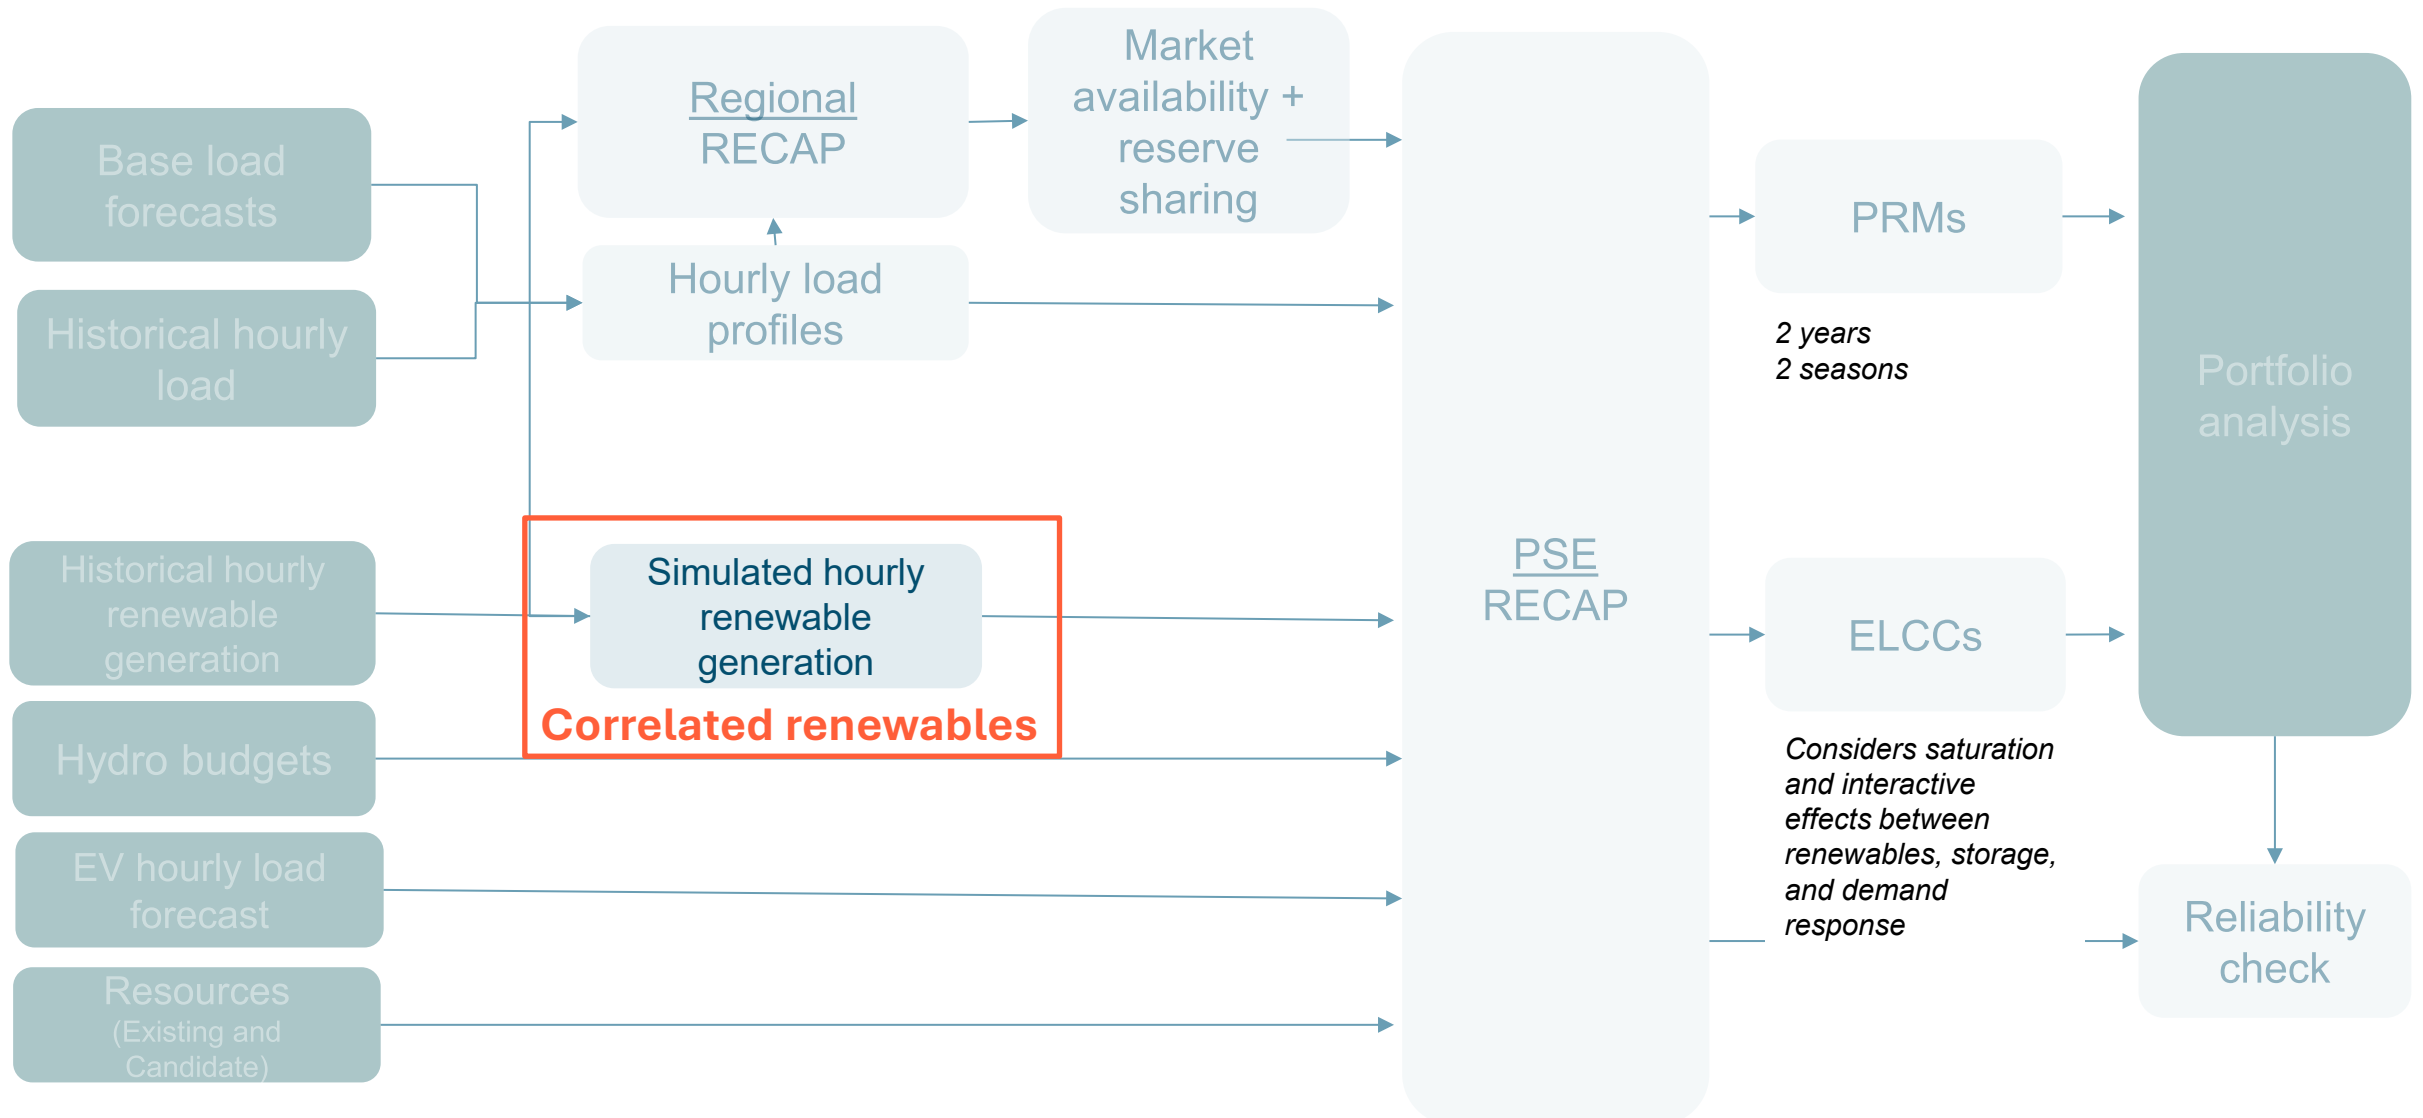 Base load
forecasts
Historical hourly
load
Historical hourly
renewable
generation
Hydro budgets
EV hourly load
forecast
Resources
(Existing and
Candidate)
Regional
RECAP
Hourly load
profiles
Simulated hourly
renewable
generation
Correlated renewables
Market
availability +
reserve
sharing
PSE
RECAP
PRMs
2 years
2 seasons
ELCCs
Considers saturation
and interactive
effects between
renewables, storage,
and demand
response
Portfolio
analysis
Reliability
check